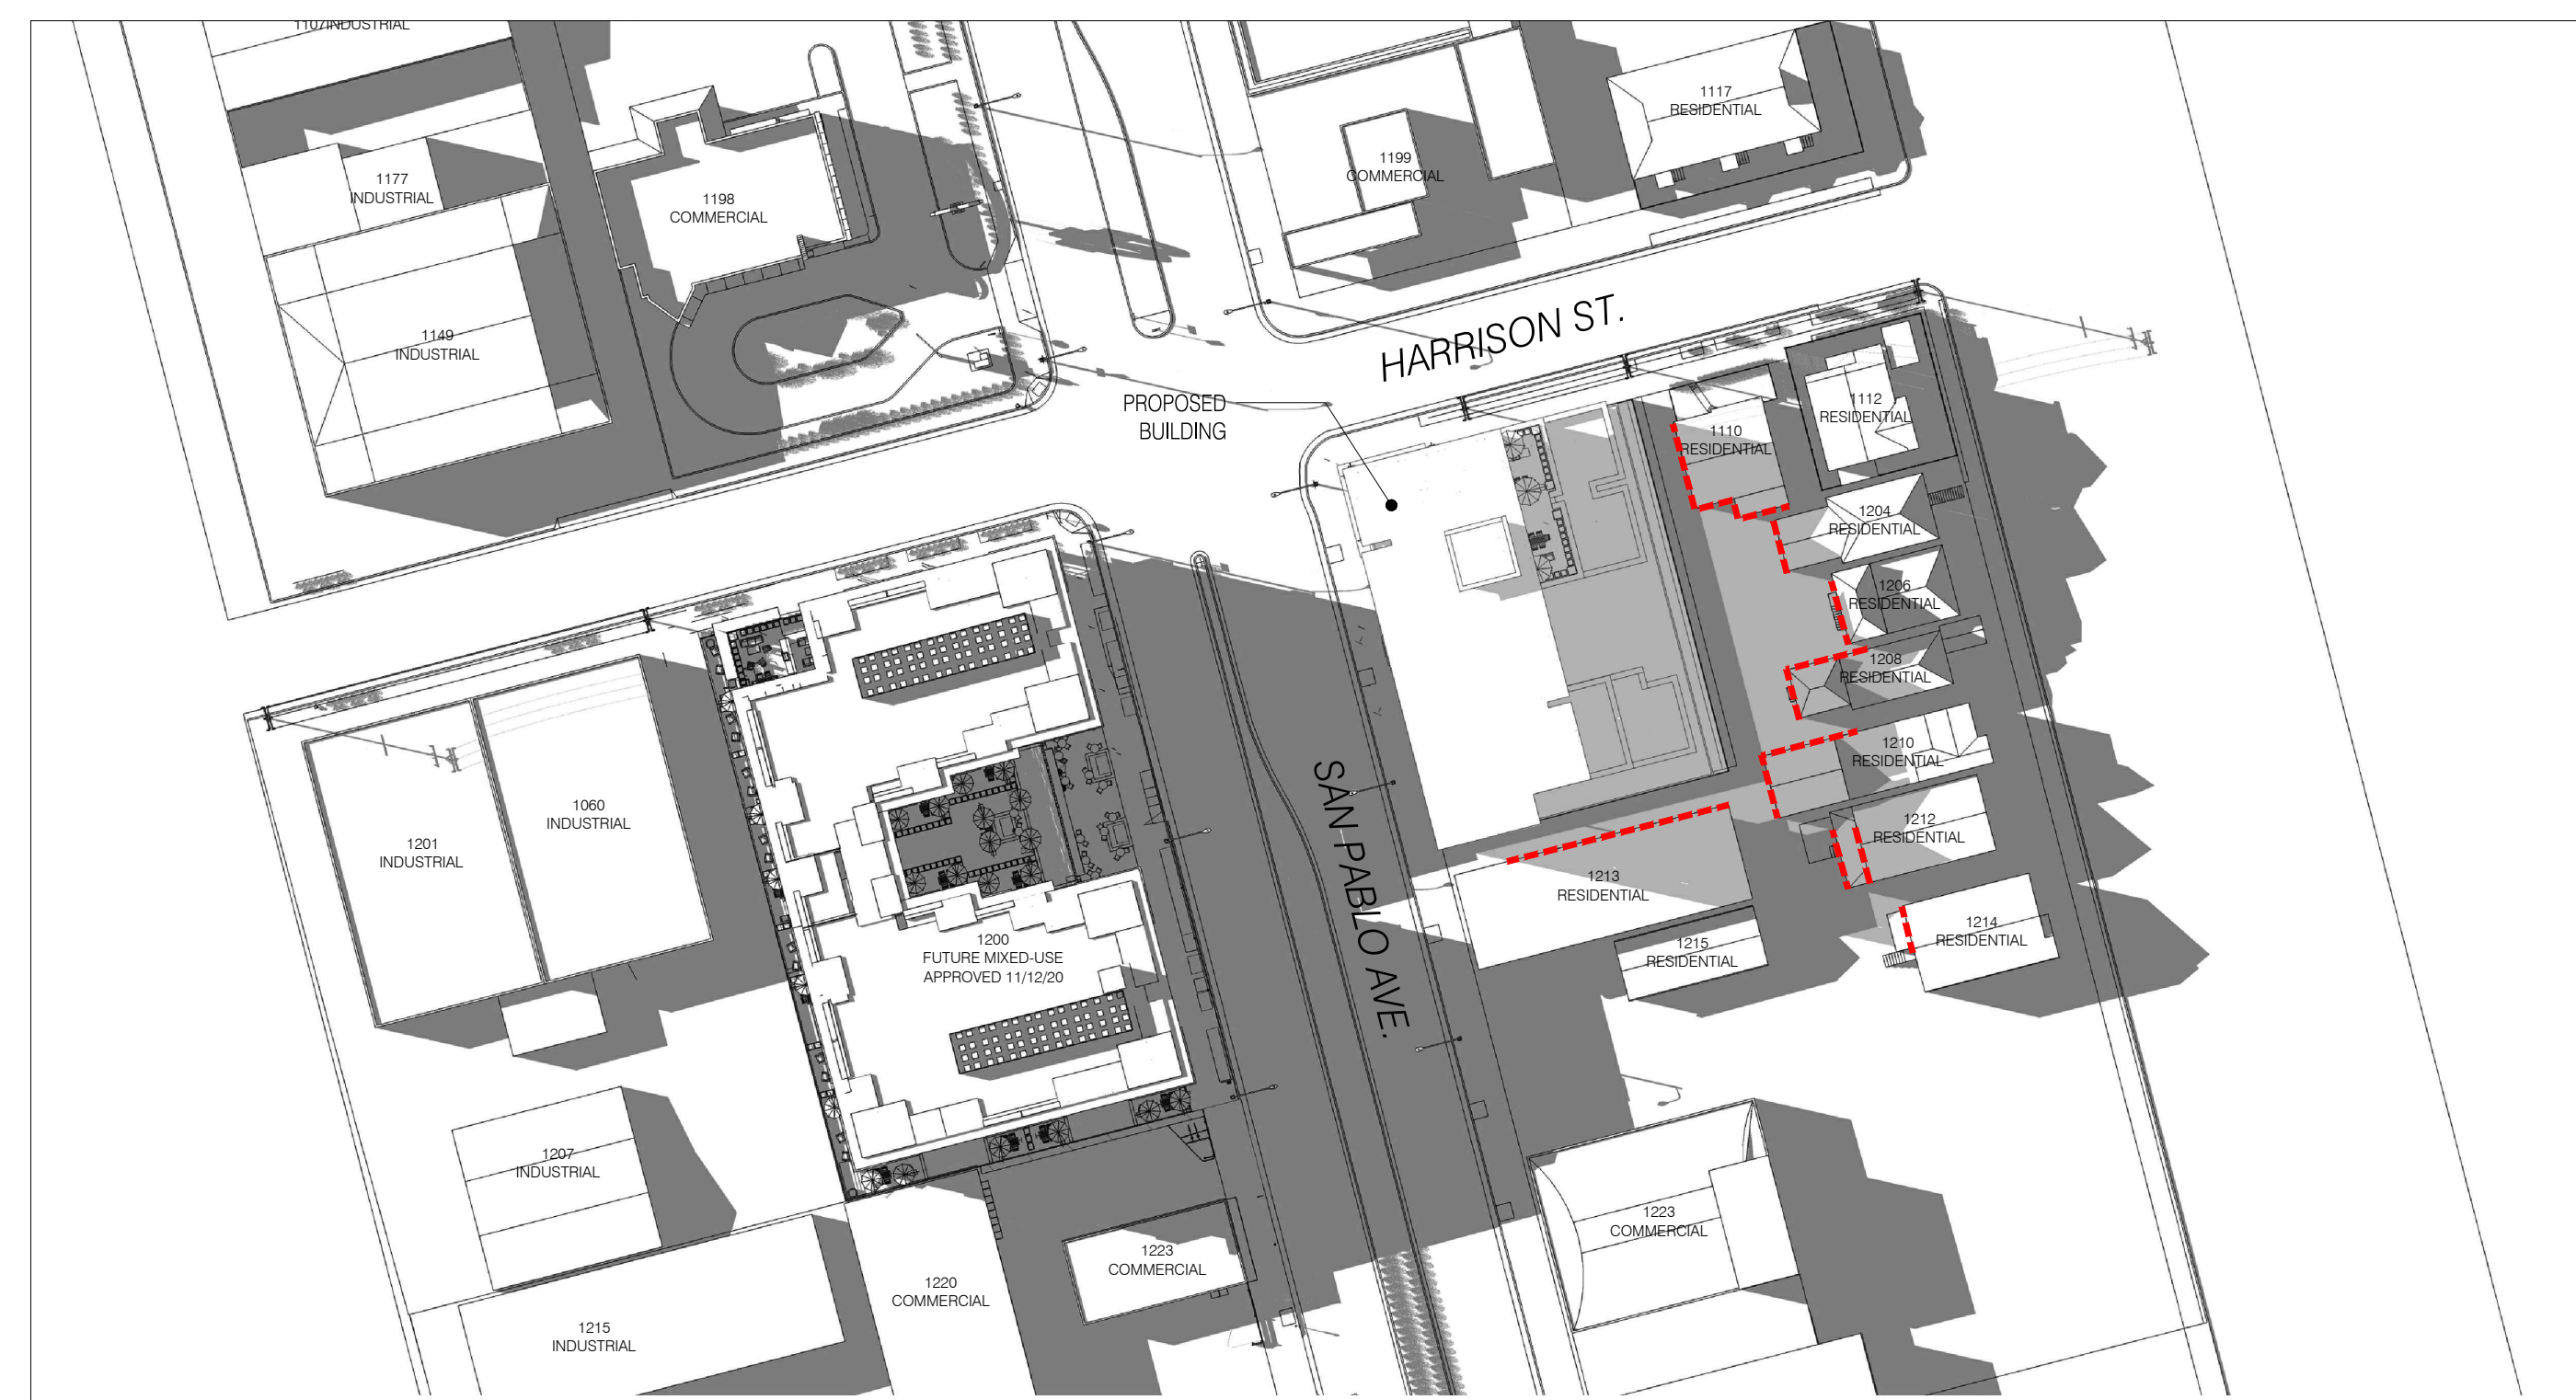 1107 INDUSTRIAL
1177
INDUSTRIAL
1198
COMMERCIAL
1149
INDUSTRIAL
1117
RESIDENTIAL
1199
COMMERCIAL
HARRISON ST.
PROPOSED
BUILDING
1110
RESIDENTIAL
1112
RESIDENTIAL
1204
RESIDENTIAL
1206
RESIDENTIAL
1208
RESIDENTIAL
1210
RESIDENTIAL
1212
RESIDENTIAL
1213
RESIDENTIAL
1214
RESIDENTIAL
1215
RESIDENTIAL
SAN PABLO AVE.
1201
INDUSTRIAL
1060
INDUSTRIAL
1200
FUTURE MIXED-USE
APPROVED 11/12/20
1207
INDUSTRIAL
1215
INDUSTRIAL
1220
COMMERCIAL
1223
COMMERCIAL
1223
COMMERCIAL